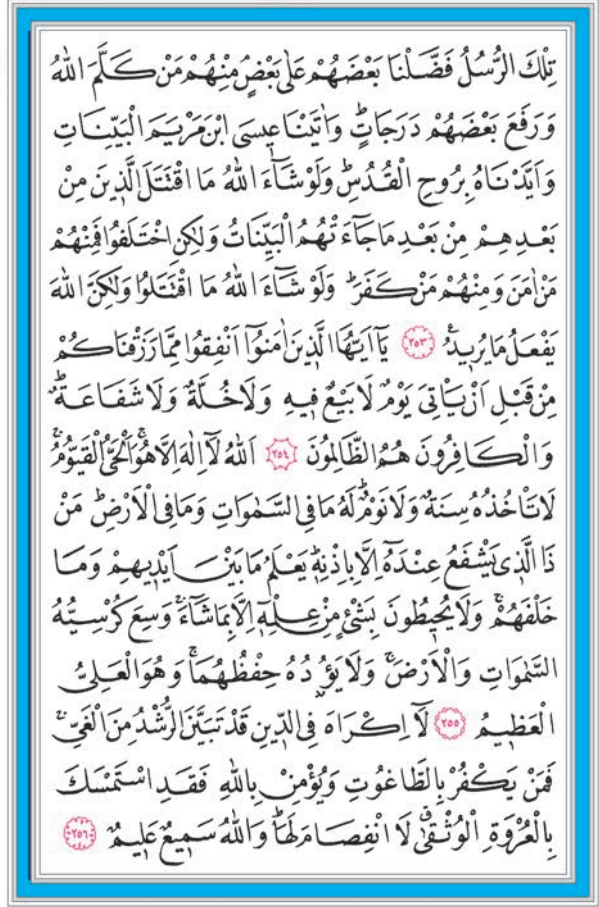 تِلْكَ الرُّسُلُ فَضَّلْنَا بَعْضَهُمْ عَلٰى بَعْضٍۢ مِنْهُمْ مَنْ كَلَّمَ اللّٰهُ
وَرَفَعَ بَعْضَهُمْ دَرَجَاتٍۜ وَاٰتَيْنَا عٖيسَى ابْنَ مَرْيَمَ الْبَيِّنَاتِ
وَاَيَّدْنَاهُ بِرُوحِ الْقُدُسِۜ وَلَوْ شَٓاءَ اللّٰهُ مَا اقْتَتَلَ الَّذٖينَ مِنْ
بَعْدِهِمْ مِنْ بَعْدِ مَا جَٓاءَتْهُمُ الْبَيِّنَاتُ وَلٰكِنِ اخْتَلَفُوا فَمِنْهُمْ
مَنْ اٰمَنَ وَمِنْهُمْ مَنْ كَفَرَۜ وَلَوْ شَٓاءَ اللّٰهُ مَا اقْتَتَلُوا وَلٰكِنَّ اللّٰهَ
يَفْعَلُ مَا يُرٖيدُ ﴿٢٥٣﴾ يَٓا اَيُّهَا الَّذٖينَ اٰمَنُٓوا اَنْفِقُوا مِمَّا رَزَقْنَاكُمْ
مِنْ قَبْلِ اَنْ يَأْتِيَ يَوْمٌ لَا بَيْعٌ فٖيهِ وَلَا خُلَّةٌ وَلَا شَفَاعَةٌۜ
وَالْكَافِرُونَ هُمُ الظَّالِمُونَ ﴿٢٥٤﴾ اَللّٰهُ لَٓا اِلٰهَ اِلَّا هُوَۚ اَلْحَيُّ الْقَيُّومُۚ
لَا تَأْخُذُهُ سِنَةٌ وَلَا نَوْمٌۜ لَهُ مَا فِي السَّمٰوَاتِ وَمَا فِي الْاَرْضِۜ مَنْ
ذَا الَّذٖي يَشْفَعُ عِنْدَهُٓ اِلَّا بِاِذْنِهٖۜ يَعْلَمُ مَا بَيْنَ اَيْدٖيهِمْ وَمَا
خَلْفَهُمْۚ وَلَا يُحٖيطُونَ بِشَيْءٍ مِنْ عِلْمِهٖٓ اِلَّا بِمَا شَٓاءَۚ وَسِعَ كُرْسِيُّهُ
السَّمٰوَاتِ وَالْاَرْضَۚ وَلَا يَؤُ۫دُهُ حِفْظُهُمَاۚ وَهُوَ الْعَلِيُّ
الْعَظٖيمُ ﴿٢٥٥﴾ لَٓا اِكْرَاهَ فِي الدّٖينِ قَدْ تَبَيَّنَ الرُّشْدُ مِنَ الْغَيِّۚ
فَمَنْ يَكْفُرْ بِالطَّاغُوتِ وَيُؤْمِنْ بِاللّٰهِ فَقَدِ اسْتَمْسَكَ
بِالْعُرْوَةِ الْوُثْقٰىۗ لَا انْفِصَامَ لَهَاۜ وَاللّٰهُ سَمٖيعٌ عَلٖيمٌ ﴿٢٥٦﴾